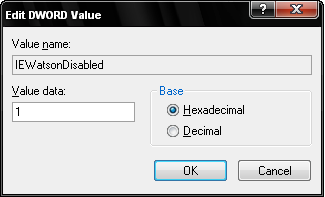 Edit DWORD Value
Value name:
IEWatsonDisabled
Value data:
1
Base
Hexadecimal
Decimal
OK
Cancel